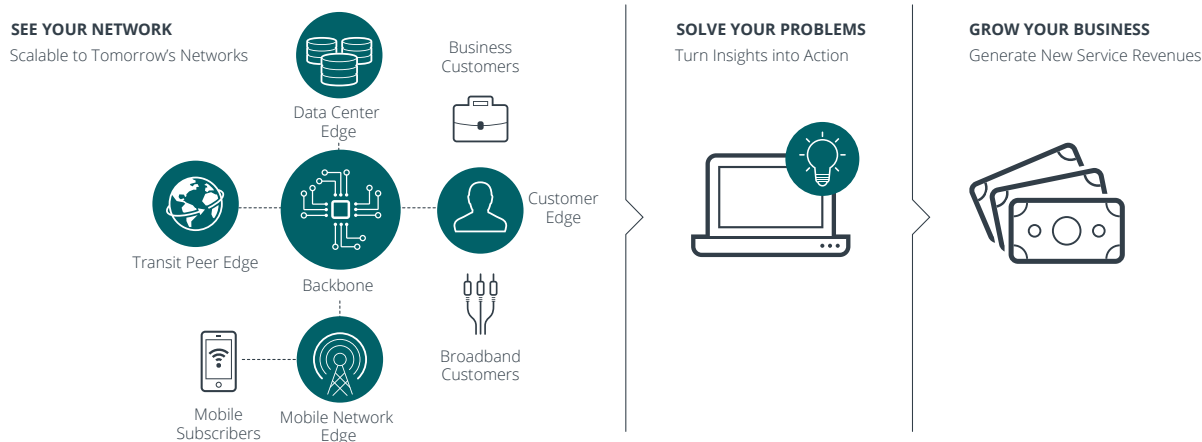 SEE YOUR NETWORK
Scalable to Tomorrow's Networks
Data Center
Edge
Business
Customers
Customer
Edge
Transit Peer Edge
Backbone
Broadband
Customers
Mobile
Subscribers
Mobile Network
Edge
SOLVE YOUR PROBLEMS
Turn Insights into Action
GROW YOUR BUSINESS
Generate New Service Revenues